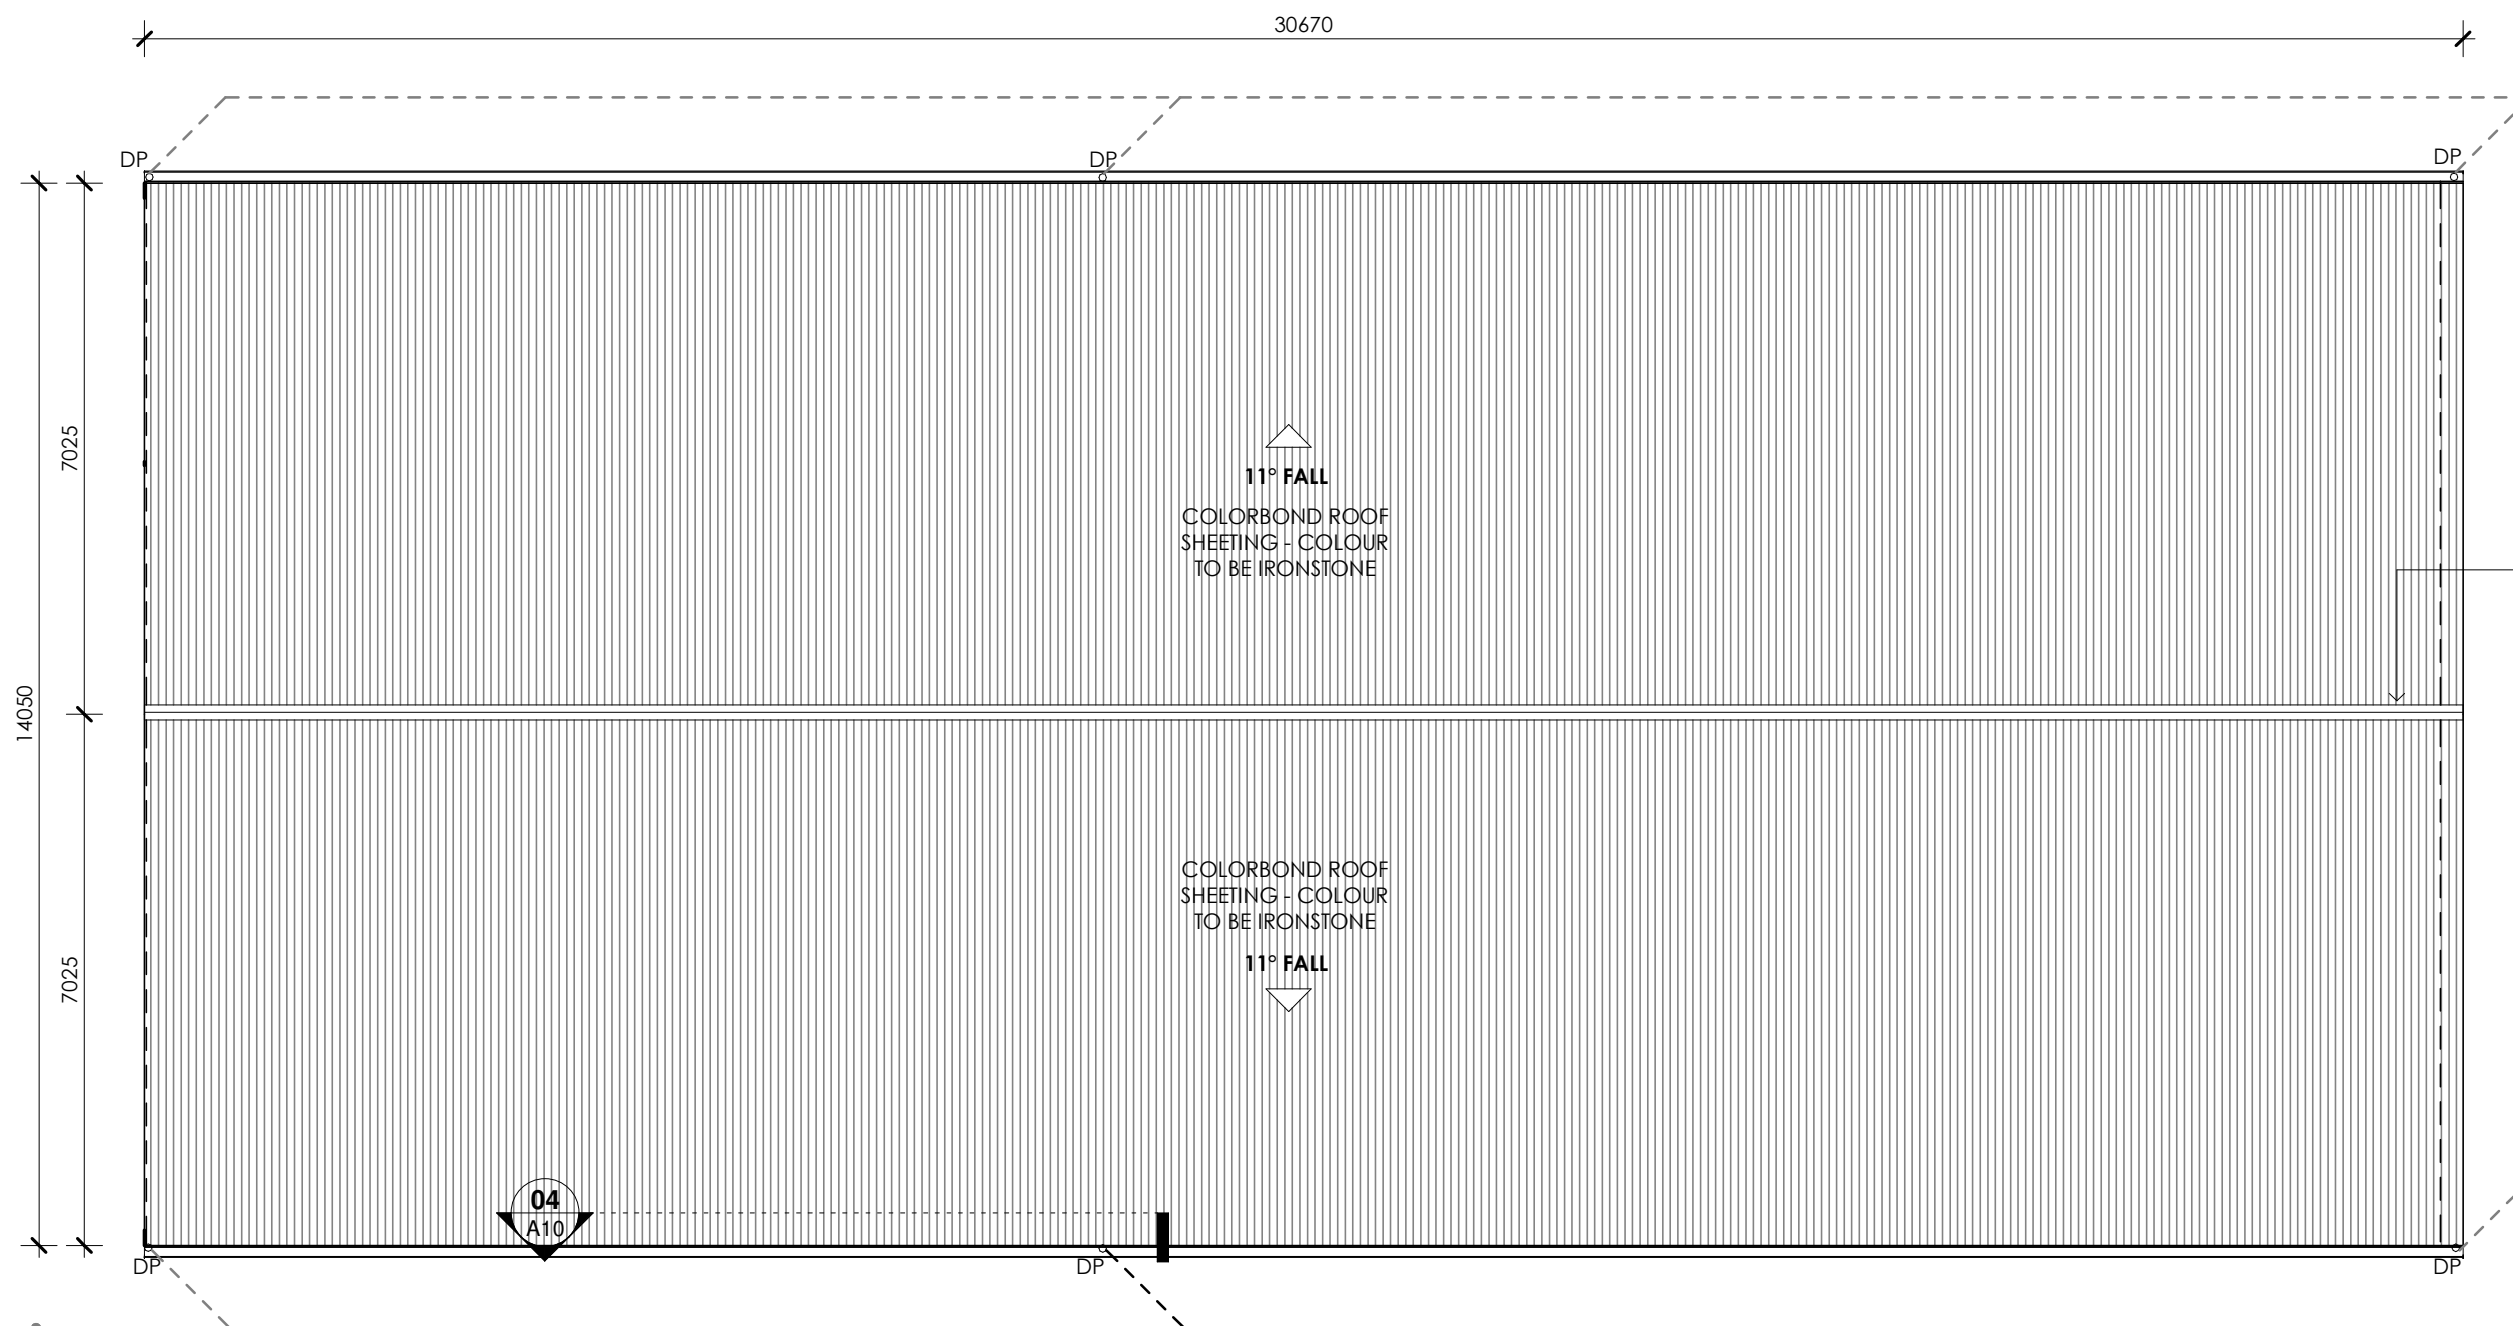 30670
DP
DP
DP
7025
11° FALL
COLORBOND ROOF
SHEETING - COLOUR
TO BE IRONSTONE
14050
COLORBOND ROOF
SHEETING - COLOUR
TO BE IRONSTONE
11° FALL
7025
04
A10
DP
DP
DP